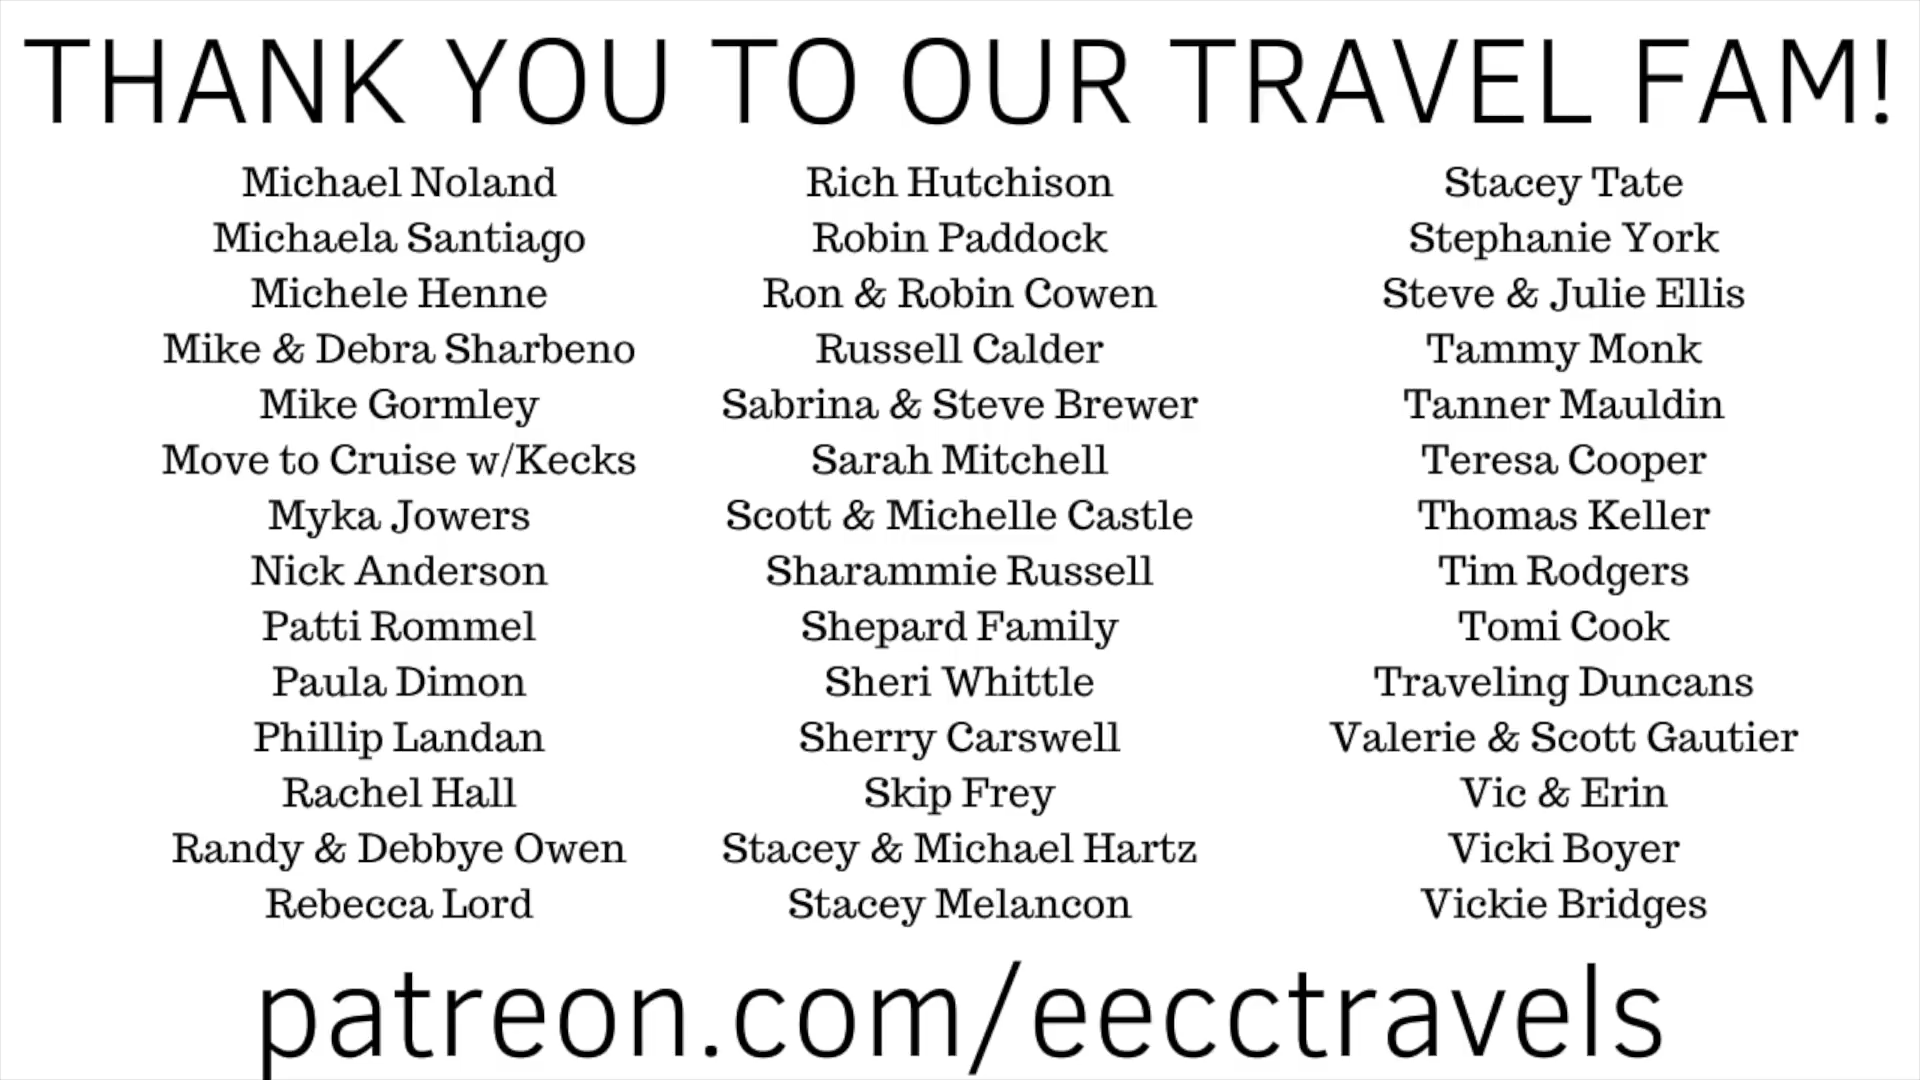 THANK YOU TO OUR TRAVEL FAM!
Michael Noland
Michaela Santiago
Michele Henne
Mike & Debra Sharbeno
Mike Gormley
Move to Cruise w/Kecks
Myka Jowers
Nick Anderson
Patti Rommel
Paula Dimon
Phillip Landan
Rachel Hall
Randy & Debbye Owen
Rebecca Lord
Rich Hutchison
Robin Paddock
Ron & Robin Cowen
Russell Calder
Sabrina & Steve Brewer
Sarah Mitchell
Scott & Michelle Castle
Sharammie Russell
Shepard Family
Sheri Whittle
Sherry Carswell
Skip Frey
Stacey & Michael Hartz
Stacey Melancon
Stacey Tate
Stephanie York
Steve & Julie Ellis
Tammy Monk
Tanner Mauldin
Teresa Cooper
Thomas Keller
Tim Rodgers
Tomi Cook
Traveling Duncans
Valerie & Scott Gautier
Vic & Erin
Vicki Boyer
Vickie Bridges
patreon.com/eecctravels